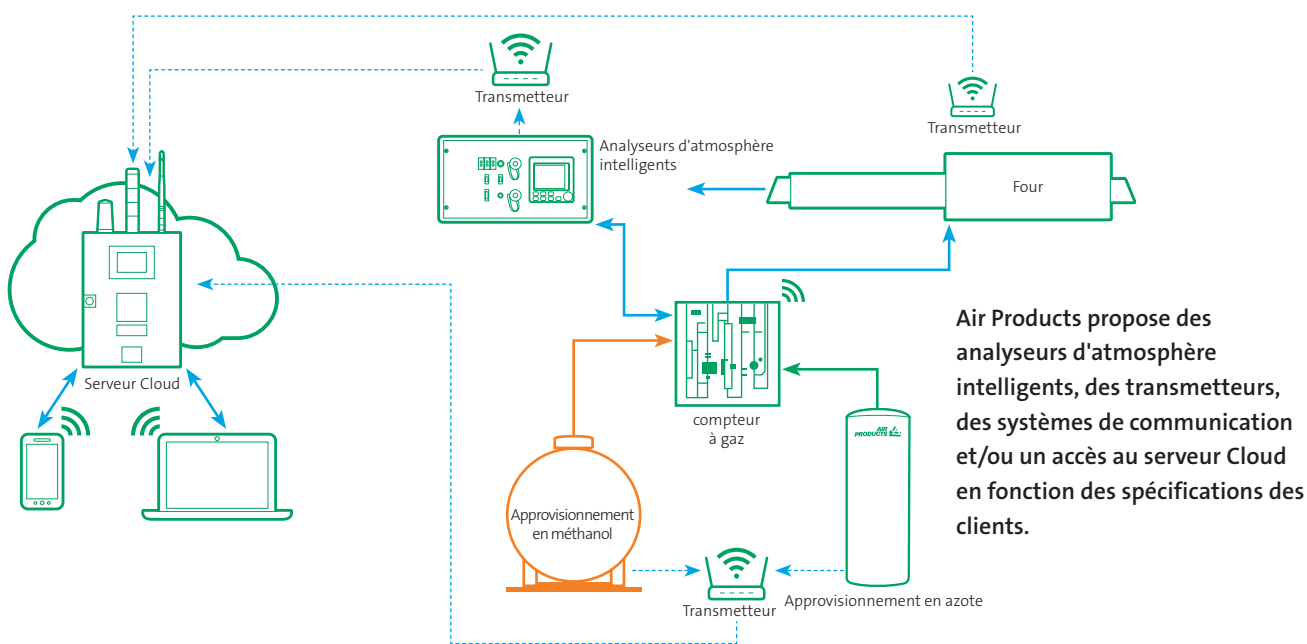 Transmetteur
Transmetteur
Analyseurs d'atmosphère
intelligents
Four
Serveur Cloud
compteur
à gaz
AIR
PRODUCTS
Approvisionnement
en méthanol
Transmetteur
Approvisionnement en azote
Air Products propose des
analyseurs d'atmosphère
intelligents, des transmetteurs,
des systèmes de communication
et/ou un accès au serveur Cloud
en fonction des spécifications des
clients.